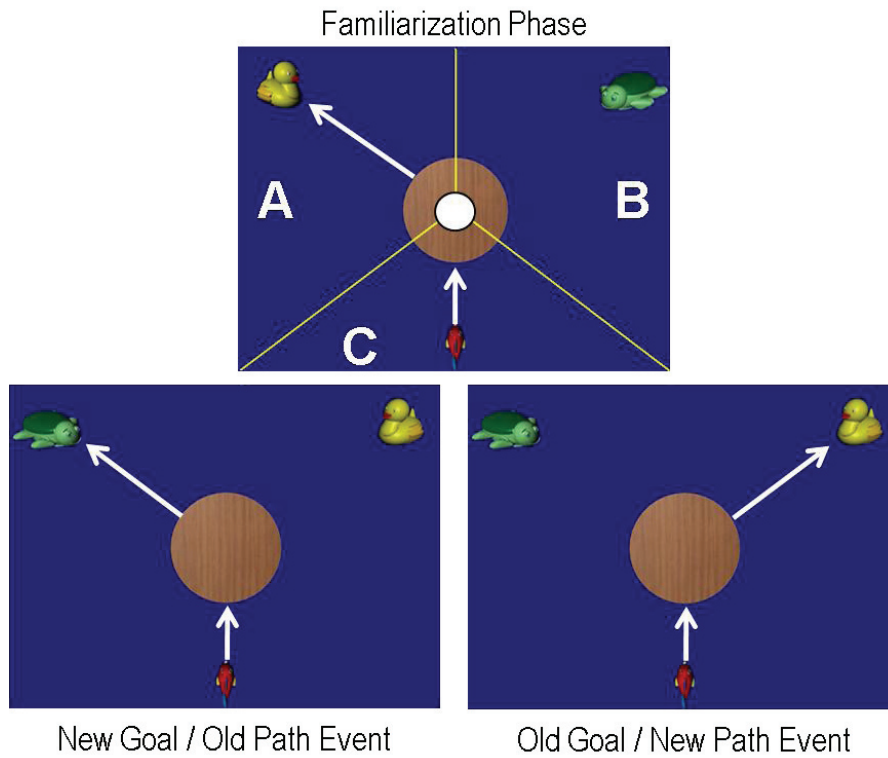 Familiarization Phase
A
B
C
New Goal / Old Path Event
Old Goal / New Path Event